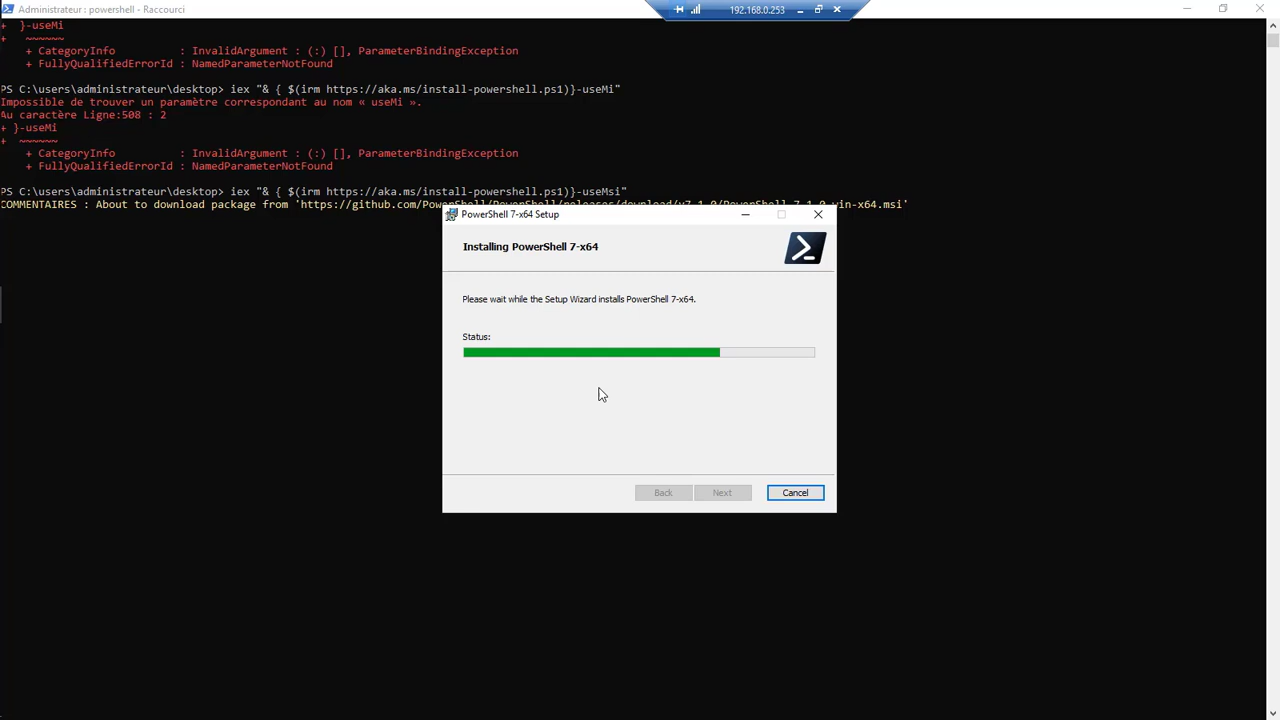 Administrateur : powershell - Raccourci
192.168.0.253
+  }-useMi
+  ~~~~~~
    + CategoryInfo          : InvalidArgument : (:) [], ParameterBindingException
    + FullyQualifiedErrorId : NamedParameterNotFound
PS C:\users\administrateur\desktop> iex "& { $(irm https://aka.ms/install-powershell.ps1)}-useMi"
Impossible de trouver un paramètre correspondant au nom « useMi ».
Au caractère Ligne:508 : 2
+ }-useMi
+  ~~~~~~
    + CategoryInfo          : InvalidArgument : (:) [], ParameterBindingException
    + FullyQualifiedErrorId : NamedParameterNotFound
PS C:\users\administrateur\desktop> iex "& { $(irm https://aka.ms/install-powershell.ps1)}-useMsi"
COMMENTAIRES : About to download package from 'https://github.com/PowerShell/PowerShell/releases/download/v7.1.0/PowerShell-7.1.0-win-x64.msi'
PowerShell 7-x64 Setup
Installing PowerShell 7-x64
Please wait while the Setup Wizard installs PowerShell 7-x64.
Status:
Back
Next
Cancel